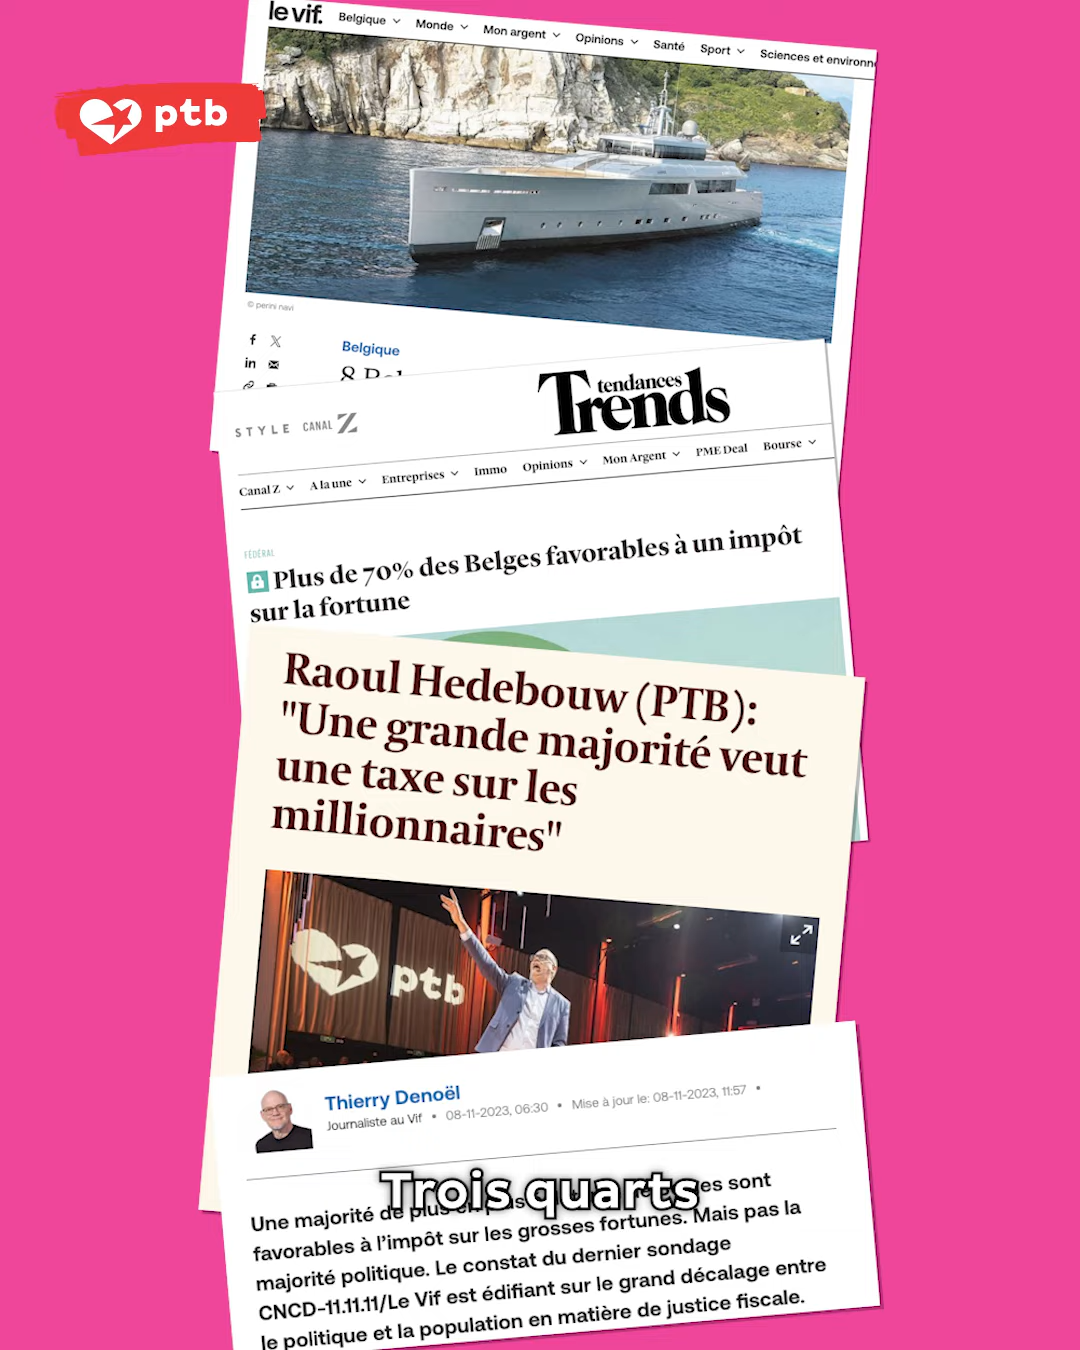 le vif.
Belgique
Monde
Mon argent
Opinions
Santé
Sport
Sciences et
ptb
© perini navi
Belgique
STYLE
CANAL Z
Trends
tendances
Canal Z
A la une
Entreprises
Immo
Opinions
Mon Argent
PME Deal
Bourse
FÉDÉRAL
Plus de 70% des Belges favorables à un impôt
sur la fortune
Raoul Hedebouw (PTB):
"Une grande majorité veut
une taxe sur les
millionnaires"
ptb
Thierry Denoël
Journaliste au Vif • 08-11-2023, 06:30 • Mise à jour le: 08-11-2023, 11:57 •
Trois quarts
Une majorité de sont
favorables à l'impôt sur les grosses fortunes. Mais pas la
majorité politique. Le constat du dernier sondage
CNCD-11.11.11/Le Vif est édifiant sur le grand décalage entre
le politique et la population en matière de justice fiscale.